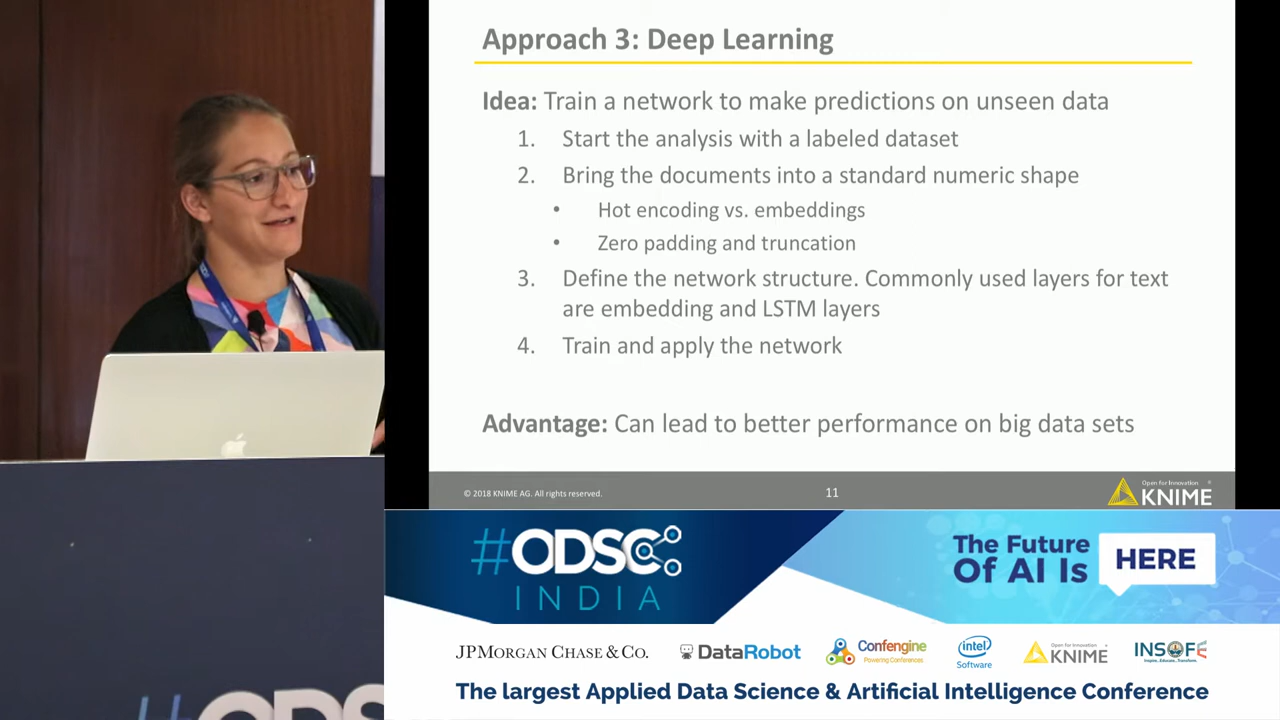 Approach 3: Deep Learning
Idea: Train a network to make predictions on unseen data
1. Start the analysis with a labeled dataset
2. Bring the documents into a standard numeric shape
• Hot encoding vs. embeddings
• Zero padding and truncation
3. Define the network structure. Commonly used layers for text
are embedding and LSTM layers
4. Train and apply the network
Advantage: Can lead to better performance on big data sets
© 2018 KNIME AG. All rights reserved.
11
Open for Innovation
KNIME
#ODSC
INDIA
The Future
Of AI Is
HERE
JPMORGAN CHASE & CO.
DataRobot
Confengine
Powering Conferences
intel
Software
Open for Innovation
KNIME
INSOFE
Inspire...Educate...Transform.
The largest Applied Data Science & Artificial Intelligence Conference
#ODSC